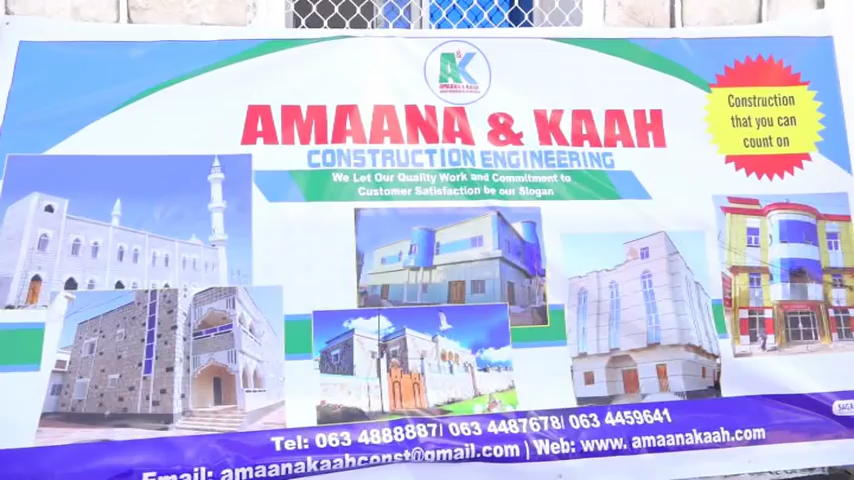 A&K
AMAANA & KAAH
AMAANA & KAAH
CONSTRUCTION ENGINEERING
We Let Our Quality Work and Commitment to
Customer Satisfaction be our Slogan
Construction
that you can
count on
Tel: 063 4888887/ 063 4487678/ 063 4459641
Email: amaanakaahconst@gmail.com | Web: www. amaanakaah.com